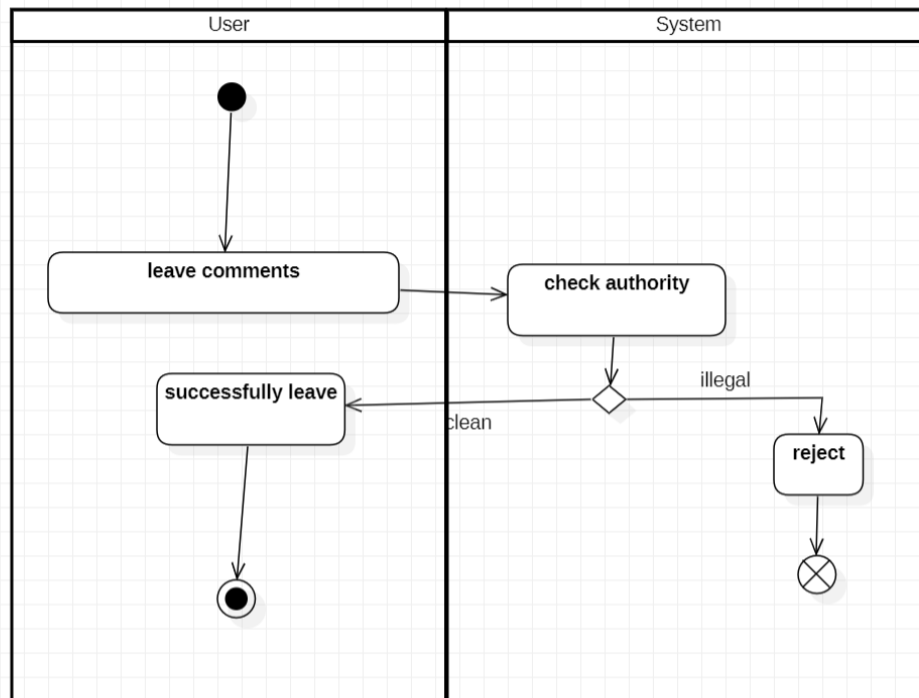 User
System
leave comments
check authority
successfully leave
clean
illegal
reject